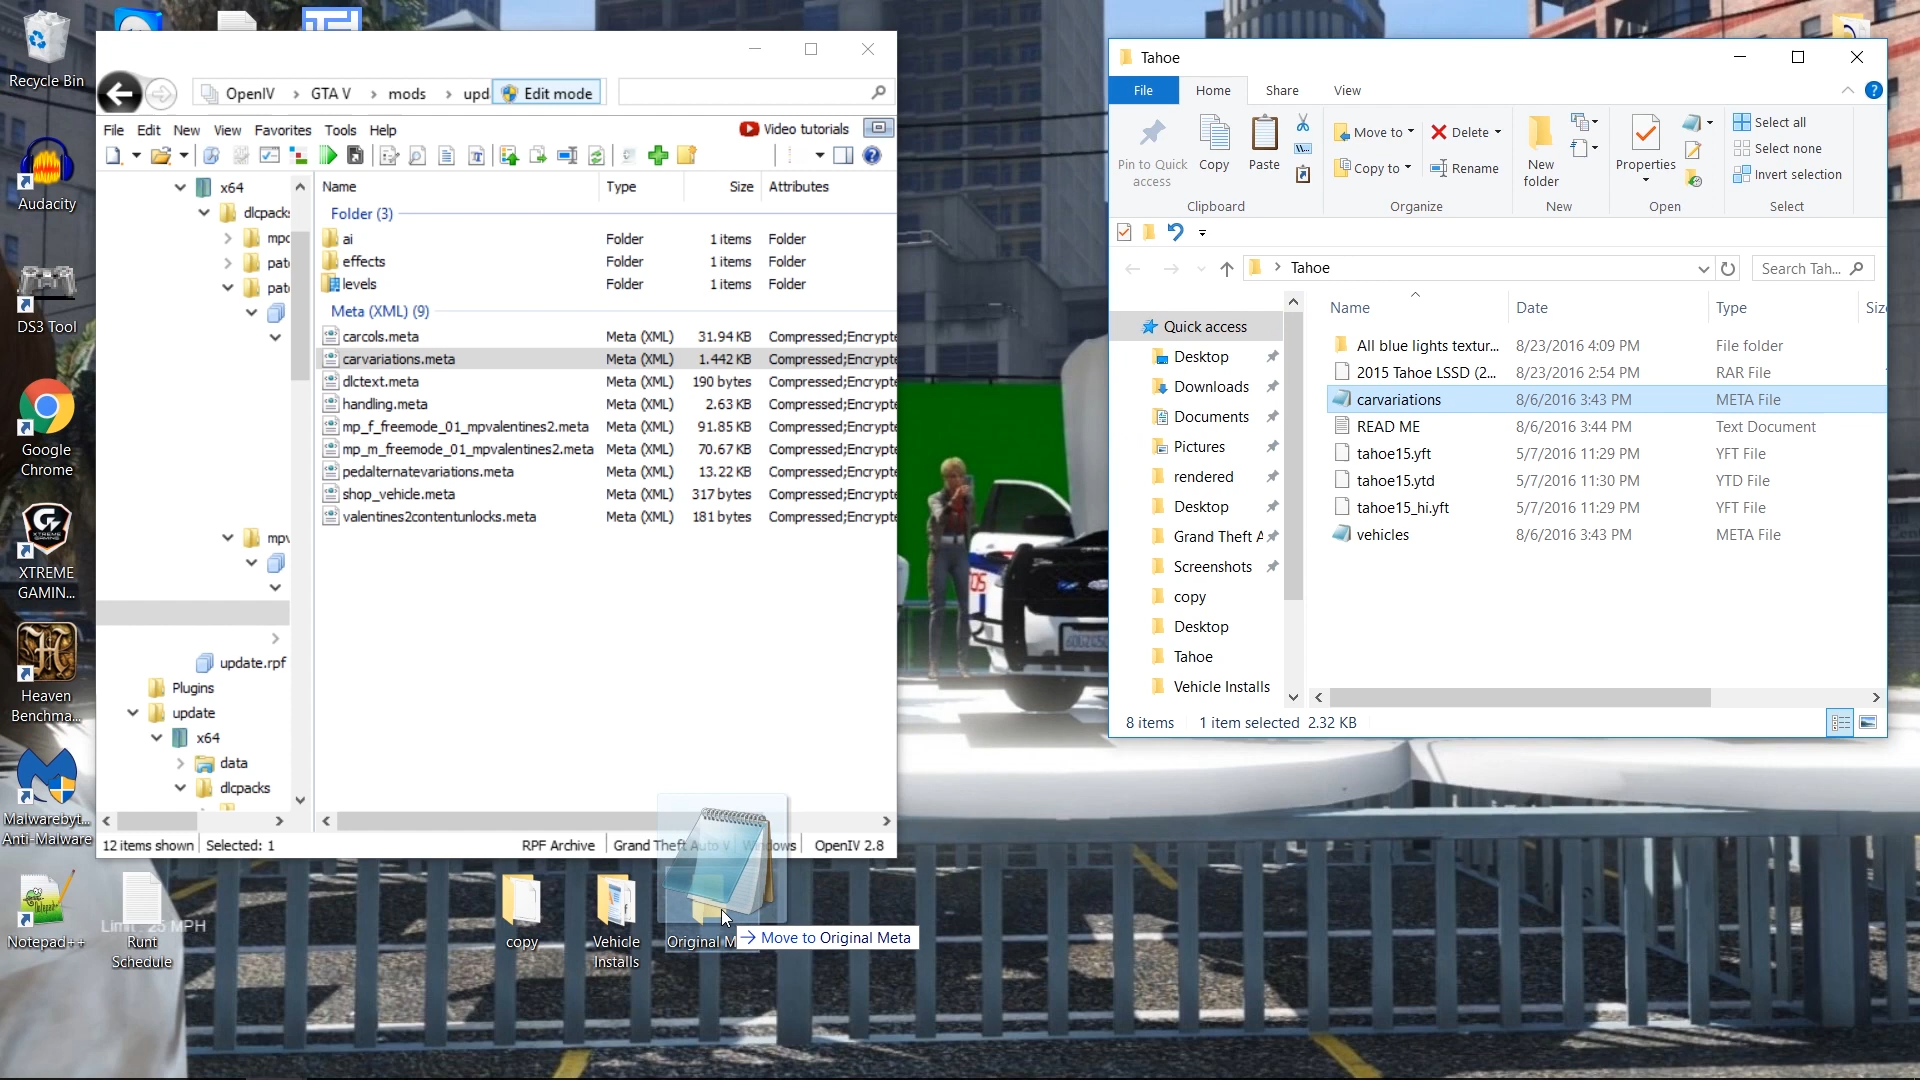 Recycle Bin
Audacity
DS3 Tool
Google
Chrome
XTREME
GAMING
XTREME
GAMIN...
Heaven
Benchma...
Malwarebyt...
Anti-Malware
Notepad++
Limit : 25 MPH
Runt
Schedule
OpenIV
GTA V
mods
upd
Edit mode
File Edit New View Favorites Tools Help
Video tutorials
x64
dlcpacks
mpc
pat
pat
mpv
update.rpf
Plugins
update
x64
data
dlcpacks
Name Type Size Attributes
Folder (3)
ai Folder 1 items Folder
effects Folder 1 items Folder
levels Folder 1 items Folder
Meta (XML) (9)
carcols.meta Meta (XML) 31.94 KB Compressed;Encrypte
carvariations.meta Meta (XML) 1.442 KB Compressed;Encrypte
dlctext.meta Meta (XML) 190 bytes Compressed;Encrypte
handling.meta Meta (XML) 2.63 KB Compressed;Encrypte
mp_f_freemode_01_mpvalentines2.meta Meta (XML) 91.85 KB Compressed;Encrypte
mp_m_freemode_01_mpvalentines2.meta Meta (XML) 70.67 KB Compressed;Encrypte
pedalternatevariations.meta Meta (XML) 13.22 KB Compressed;Encrypte
shop_vehicle.meta Meta (XML) 317 bytes Compressed;Encrypte
valentines2contentunlocks.meta Meta (XML) 181 bytes Compressed;Encrypte
12 items shown Selected: 1 RPF Archive Grand Theft Auto V Windows OpenIV 2.8
copy
Vehicle
Installs
Original M
Move to Original Meta
Tahoe
File Home Share View
Pin to Quick
access
Copy
Paste
Clipboard
Move to
Copy to
Delete
Rename
Organize
New
folder
New
Properties
Open
Select all
Select none
Invert selection
Select
Tahoe
Search Tah...
Quick access
Desktop
Downloads
Documents
Pictures
rendered
Desktop
Grand Theft A
Screenshots
copy
Desktop
Tahoe
Vehicle Installs
Name Date Type Siz
All blue lights textur... 8/23/2016 4:09 PM File folder
2015 Tahoe LSSD (2... 8/23/2016 2:54 PM RAR File
carvariations 8/6/2016 3:43 PM META File
READ ME 8/6/2016 3:44 PM Text Document
tahoe15.yft 5/7/2016 11:29 PM YFT File
tahoe15.ytd 5/7/2016 11:30 PM YTD File
tahoe15_hi.yft 5/7/2016 11:29 PM YFT File
vehicles 8/6/2016 3:43 PM META File
8 items 1 item selected 2.32 KB